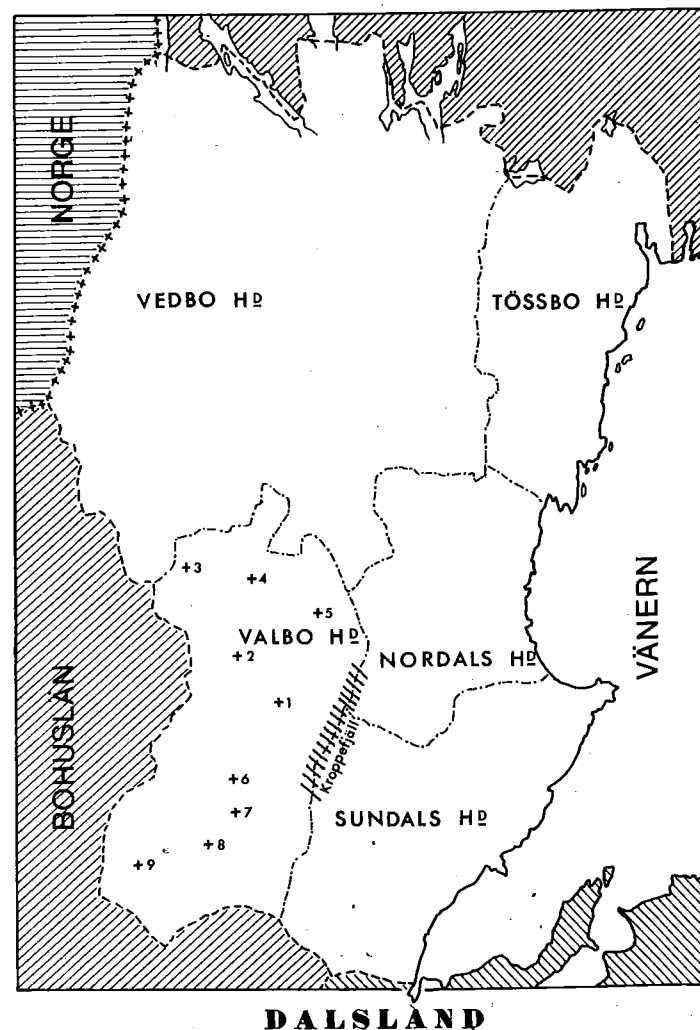 NORGE
VEDBO HD
TÖSSBO HD
+3
+4
+5
VALBO HD
+2
NORDALS HD
VÄNERN
+1
Kroppefjäll
BOHUSLÄN
+6
+7
SUNDALS HD
+8
+9
DALSLAND